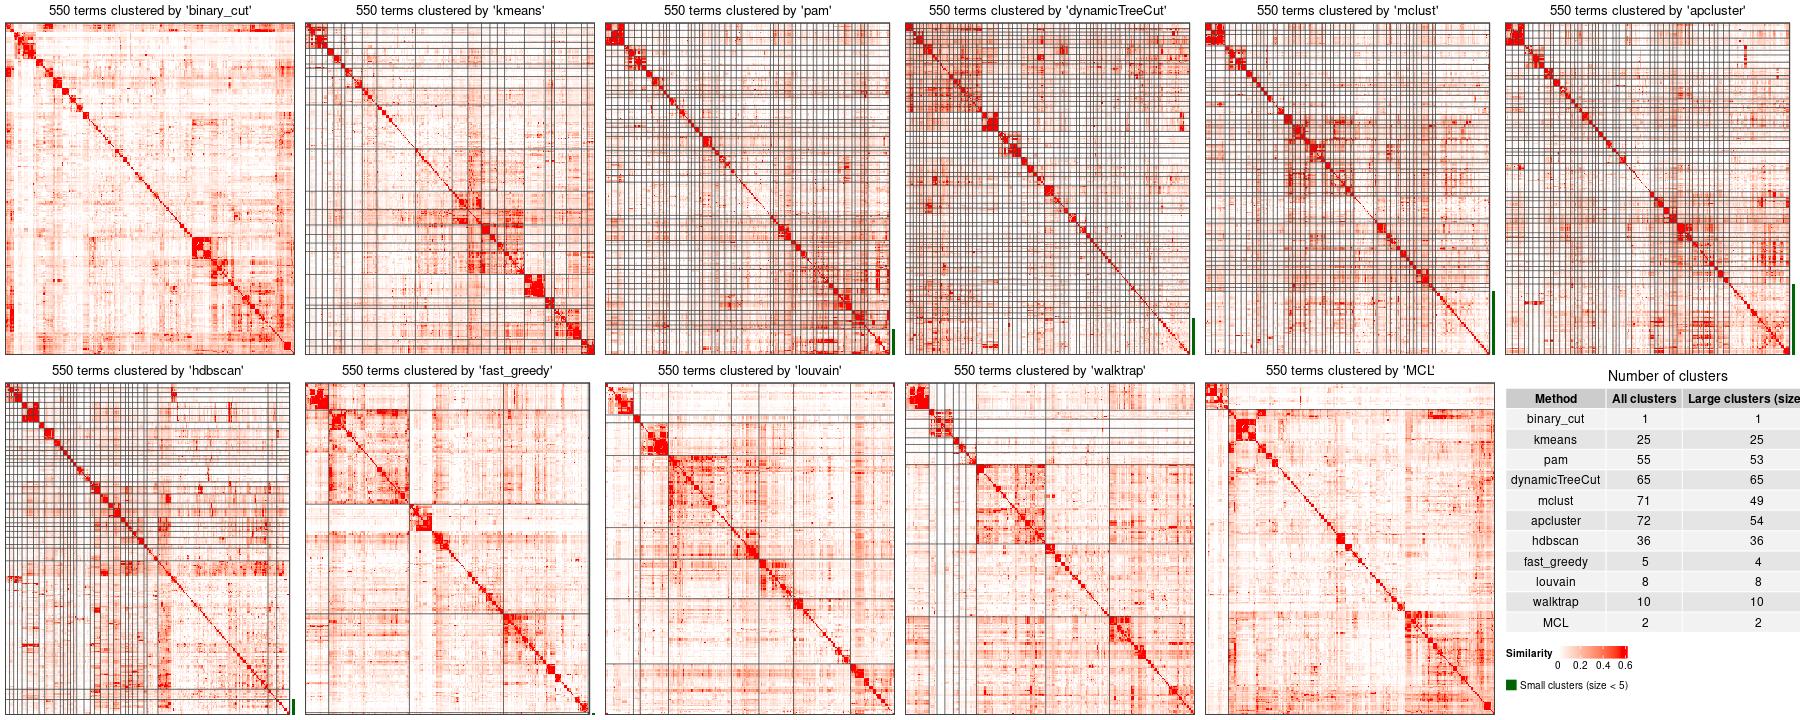 550 terms clustered by 'binary_cut'
550 terms clustered by 'kmeans'
550 terms clustered by 'pam'
550 terms clustered by 'dynamicTreeCut'
550 terms clustered by 'mclust'
550 terms clustered by 'apcluster'
550 terms clustered by 'hdbscan'
550 terms clustered by 'fast_greedy'
550 terms clustered by 'louvain'
550 terms clustered by 'walktrap'
550 terms clustered by 'MCL'
Number of clusters
Method All clusters Large clusters (size
binary_cut 1 1
kmeans 25 25
pam 55 53
dynamicTreeCut 65 65
mclust 71 49
apcluster 72 54
hdbscan 36 36
fast_greedy 5 4
louvain 8 8
walktrap 10 10
MCL 2 2
Similarity
0 0.2 0.4 0.6
Small clusters (size < 5)